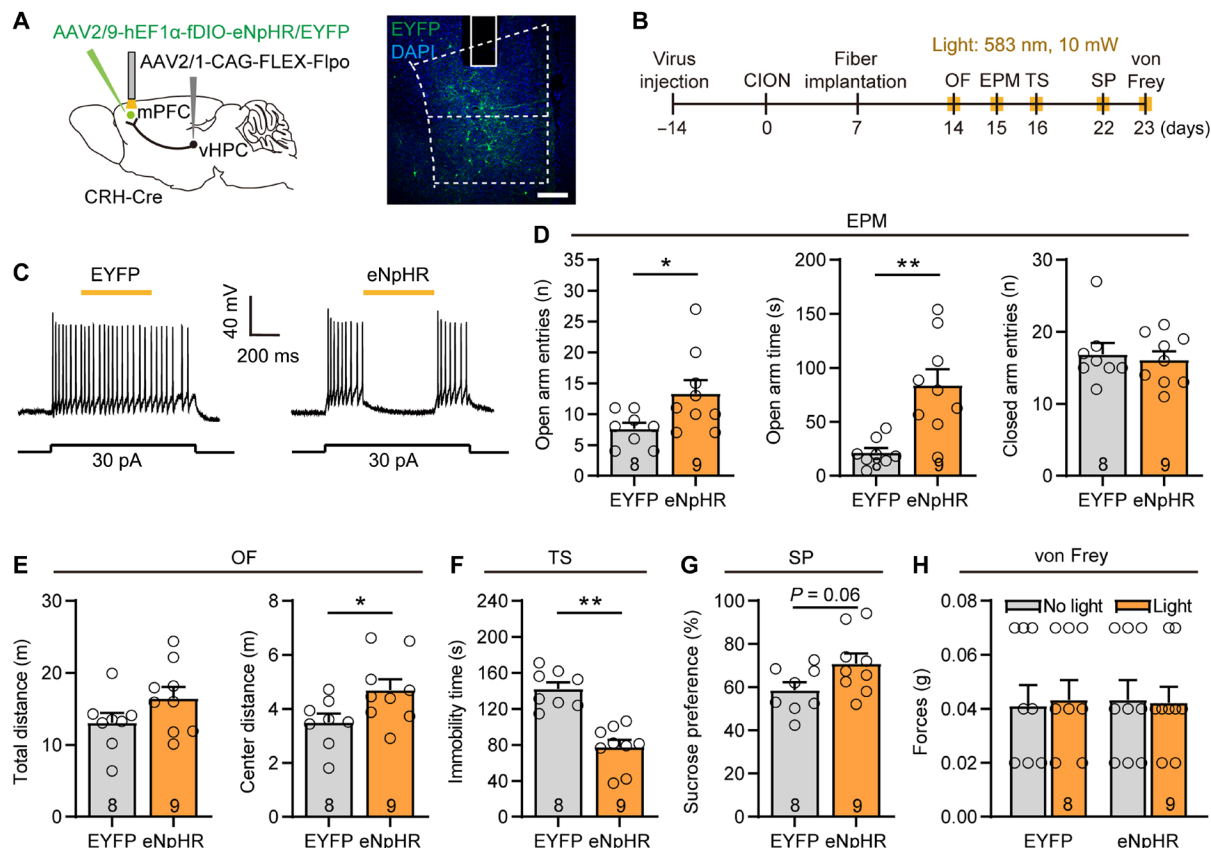 A
AAV2/9-hEF1α-fDIO-eNpHR/EYFP
AAV2/1-CAG-FLEX-Flpo
mPFC
vHPC
CRH-Cre
EYFP
DAPI
B
Light: 583 nm, 10 mW
Virus injection
CION
Fiber implantation
OF
EPM
TS
SP
von Frey
−14
0
7
14
15
16
22
23
(days)
C
EYFP
eNpHR
40 mV
200 ms
30 pA
30 pA
D
EPM
Open arm entries (n)
35
30
25
20
15
10
5
0
*
8
9
EYFP eNpHR
Open arm time (s)
200
150
100
50
0
**
8
9
EYFP eNpHR
Closed arm entries (n)
30
20
10
0
8
9
EYFP eNpHR
E
OF
Total distance (m)
30
20
10
0
8
9
EYFP eNpHR
Center distance (m)
8
6
4
2
0
*
8
9
EYFP eNpHR
F
TS
Immobility time (s)
240
200
160
120
80
40
0
**
8
9
EYFP eNpHR
G
SP
Sucrose preference (%)
100
80
60
40
20
0
P = 0.06
8
9
EYFP eNpHR
H
von Frey
Forces (g)
0.08
0.06
0.04
0.02
0.00
No light
Light
8
9
EYFP
eNpHR